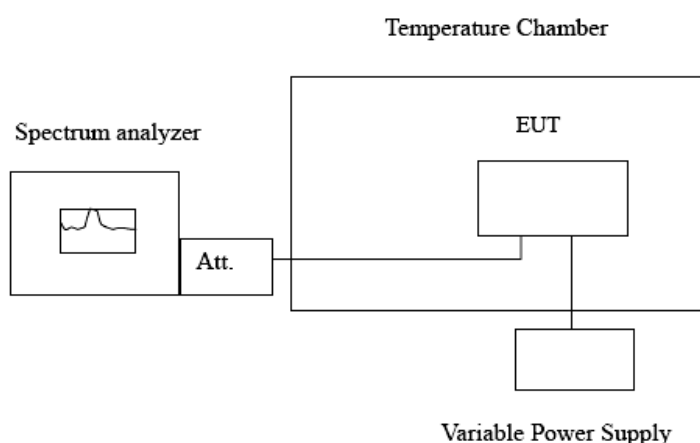 Temperature Chamber
Spectrum analyzer
EUT
Att.
Variable Power Supply